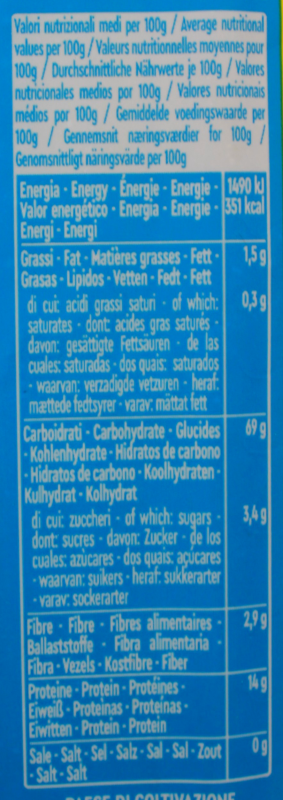 Valori nutrizionali medi per 100g / Average nutritional
values per 100g / Valeurs nutritionnelles moyennes pour
100g / Durchschnittliche Nährwerte je 100g / Valores
nutricionales medios por 100g / Valores nutricionais
médios por 100g / Gemiddelde voedingswaarde per
100g / Gennemsnit næringsværdier for 100g /
Genomsnittligt näringsvärde per 100g
Energia - Energy - Énergie - Energie - 1490 kJ
Valor energético - Energia - Energie - 351 kcal
Energi - Energi
Grassi - Fat - Matières grasses - Fett - 1,5 g
Grasas - Lipidos - Vetten - Fedt - Fett
di cui: acidi grassi saturi - of which: 0,3 g
saturates - dont: acides gras saturés -
davon: gesättigte Fettsäuren - de las
cuales: saturadas - dos quais: saturados
- waarvan: verzadigde vetzuren - heraf:
mættede fedtsyrer - varav: mättat fett
Carboidrati - Carbohydrate - Glucides 69 g
- Kohlenhydrate - Hidratos de carbono
- Hidratos de carbono - Koolhydraten -
Kulhydrat - Kolhydrat
di cui: zuccheri - of which: sugars - 3,4 g
dont: sucres - davon: Zucker - de los
cuales: azúcares - dos quais: açúcares
- waarvan: suikers - heraf: sukkerarter
- varav: sockerarter
Fibre - Fibre - Fibres alimentaires - 2,9 g
Ballaststoffe - Fibra alimentaria -
Fibra - Vezels - Kostfibre - Fiber
Proteine - Protein - Protéines - 14 g
Eiweiß - Proteinas - Proteínas -
Eiwitten - Protein - Protein
Sale - Salt - Sel - Salz - Sal - Sal - Zout 0 g
- Salt - Salt
PAESE DI COLTIVAZIONE